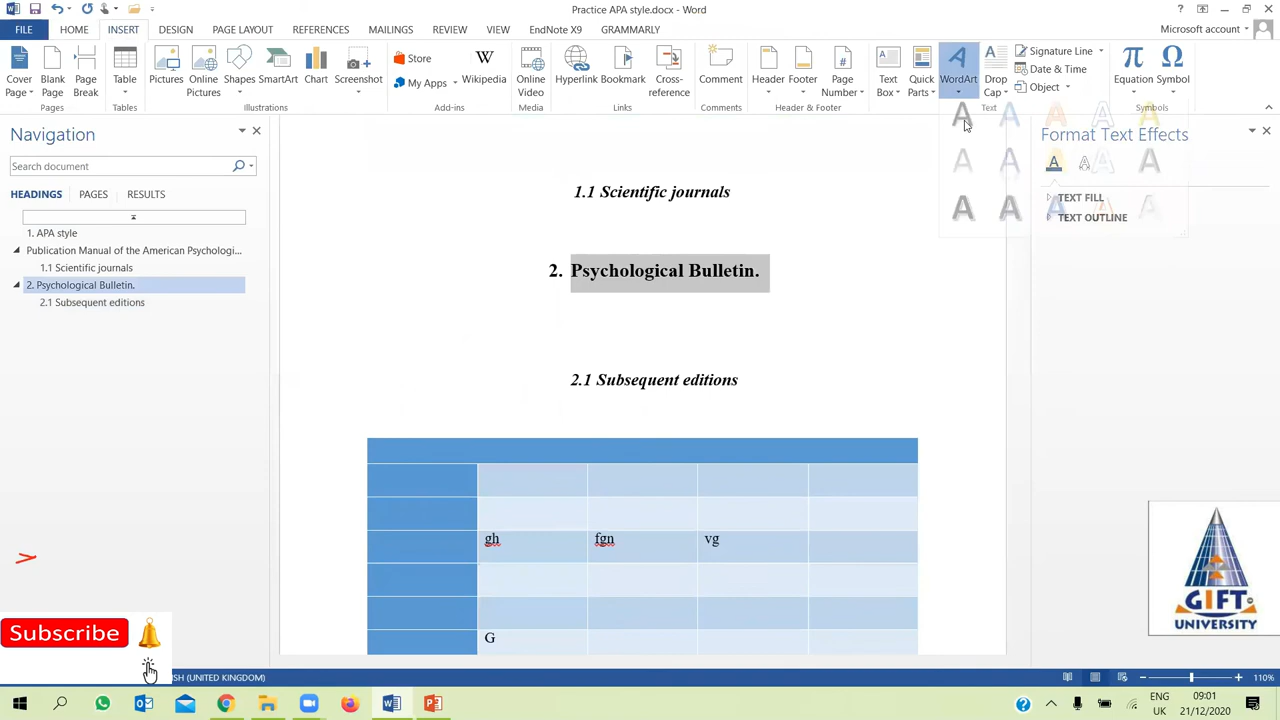 Practice APA style.docx - Word
FILE HOME INSERT DESIGN PAGE LAYOUT REFERENCES MAILINGS REVIEW VIEW EndNote X9 GRAMMARLY Microsoft account
Cover Page
Blank Page
Page Break
Table
Pictures
Online Pictures
Shapes
SmartArt
Chart
Screenshot
Store
My Apps
Wikipedia
Online Video
Hyperlink
Bookmark
Cross-reference
Comment
Header
Footer
Page Number
Text Box
Quick Parts
WordArt
Drop Cap
Signature Line
Date & Time
Object
Equation
Symbol
Pages Tables Illustrations Add-ins Media Links Comments Header & Footer Text Symbols
Navigation
Search document
HEADINGS PAGES RESULTS
1. APA style
Publication Manual of the American Psychologi...
1.1 Scientific journals
2. Psychological Bulletin.
2.1 Subsequent editions
1.1 Scientific journals
2. Psychological Bulletin.
2.1 Subsequent editions
gh fgn vg
G
Format Text Effects
TEXT FILL
TEXT OUTLINE
GIFT
UNIVERSITY
Subscribe
SH (UNITED KINGDOM)
110%
ENG
UK
09:01
21/12/2020